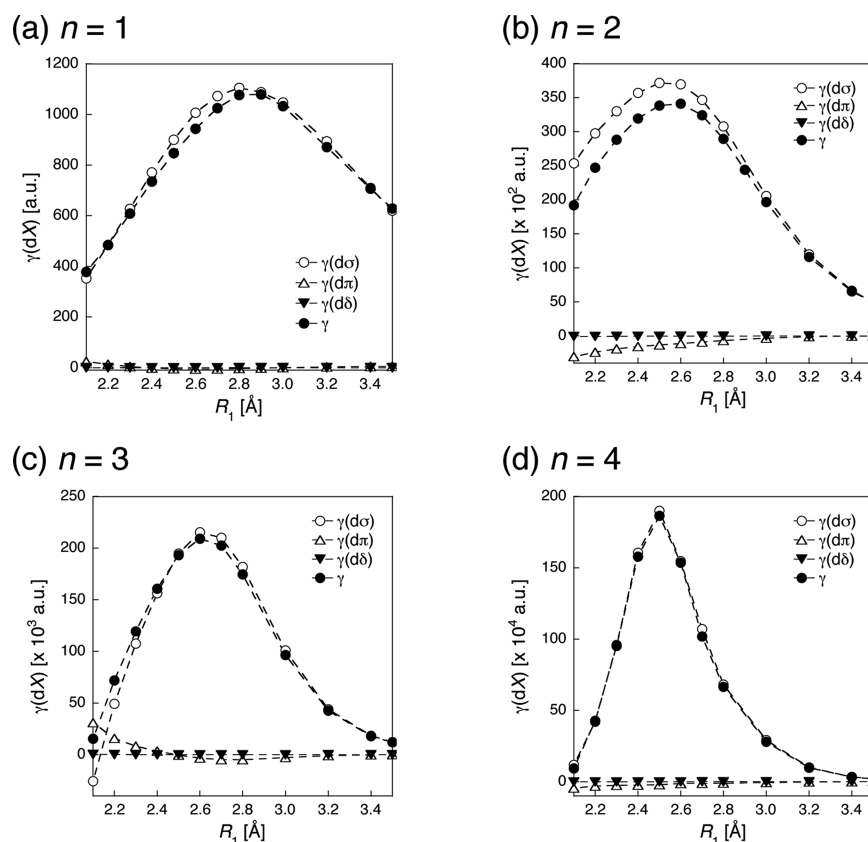 (a) n = 1
1200
1000
800
600
400
200
0
γ(dX) [a.u.]
γ(dσ)
γ(dπ)
γ(dδ)
γ
2.2 2.4 2.6 2.8 3.0 3.2 3.4
R1 [Å]
(b) n = 2
400
350
300
250
200
150
100
50
0
γ(dX) [x 10² a.u.]
γ(dσ)
γ(dπ)
γ(dδ)
γ
2.2 2.4 2.6 2.8 3.0 3.2 3.4
R1 [Å]
(c) n = 3
250
200
150
100
50
0
γ(dX) [x 10³ a.u.]
γ(dσ)
γ(dπ)
γ(dδ)
γ
2.2 2.4 2.6 2.8 3.0 3.2 3.4
R1 [Å]
(d) n = 4
200
150
100
50
0
γ(dX) [x 10⁴ a.u.]
γ(dσ)
γ(dπ)
γ(dδ)
γ
2.2 2.4 2.6 2.8 3.0 3.2 3.4
R1 [Å]